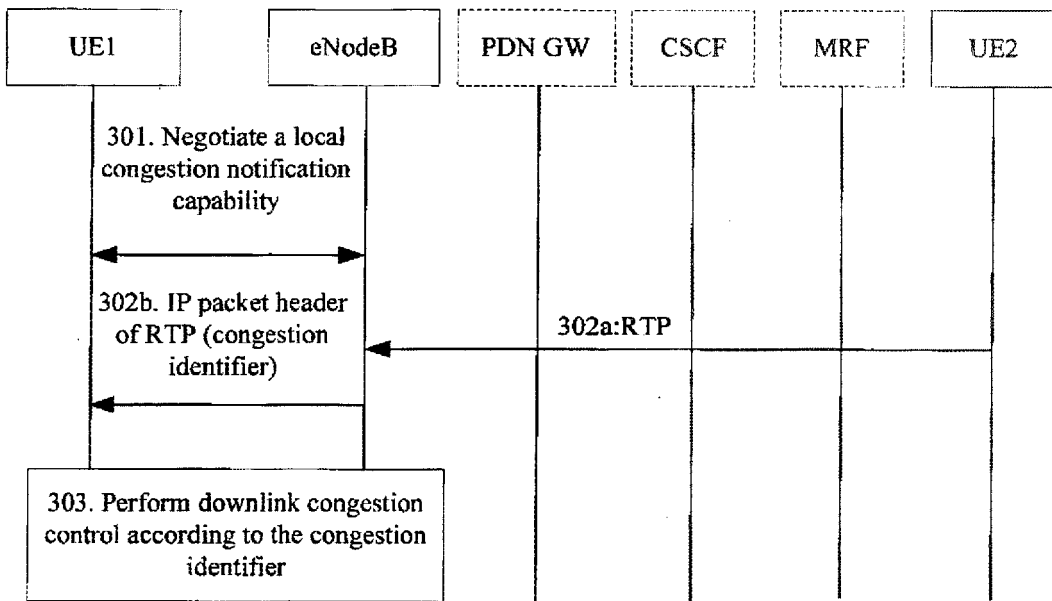 UE1
eNodeB
PDN GW
CSCF
MRF
UE2
301. Negotiate a local
congestion notification
capability
302b. IP packet header
of RTP (congestion
identifier)
302a:RTP
303. Perform downlink congestion
control according to the congestion
identifier